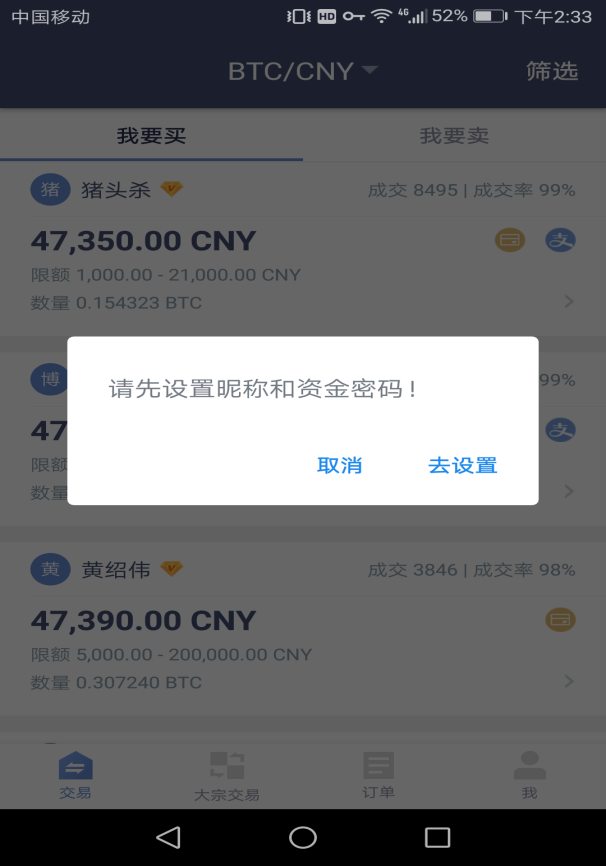 中国移动 HD 4G 52% 下午2:33
BTC/CNY 筛选
我要买 我要卖
猪 猪头杀 V 成交 8495 | 成交率 99%
47,350.00 CNY 支
限额 1,000.00 - 21,000.00 CNY
数量 0.154323 BTC
请先设置昵称和资金密码！
取消 去设置
博 99%
47 支
限额
数量
黄 黄绍伟 V 成交 3846 | 成交率 98%
47,390.00 CNY
限额 5,000.00 - 200,000.00 CNY
数量 0.307240 BTC
交易 大宗交易 订单 我